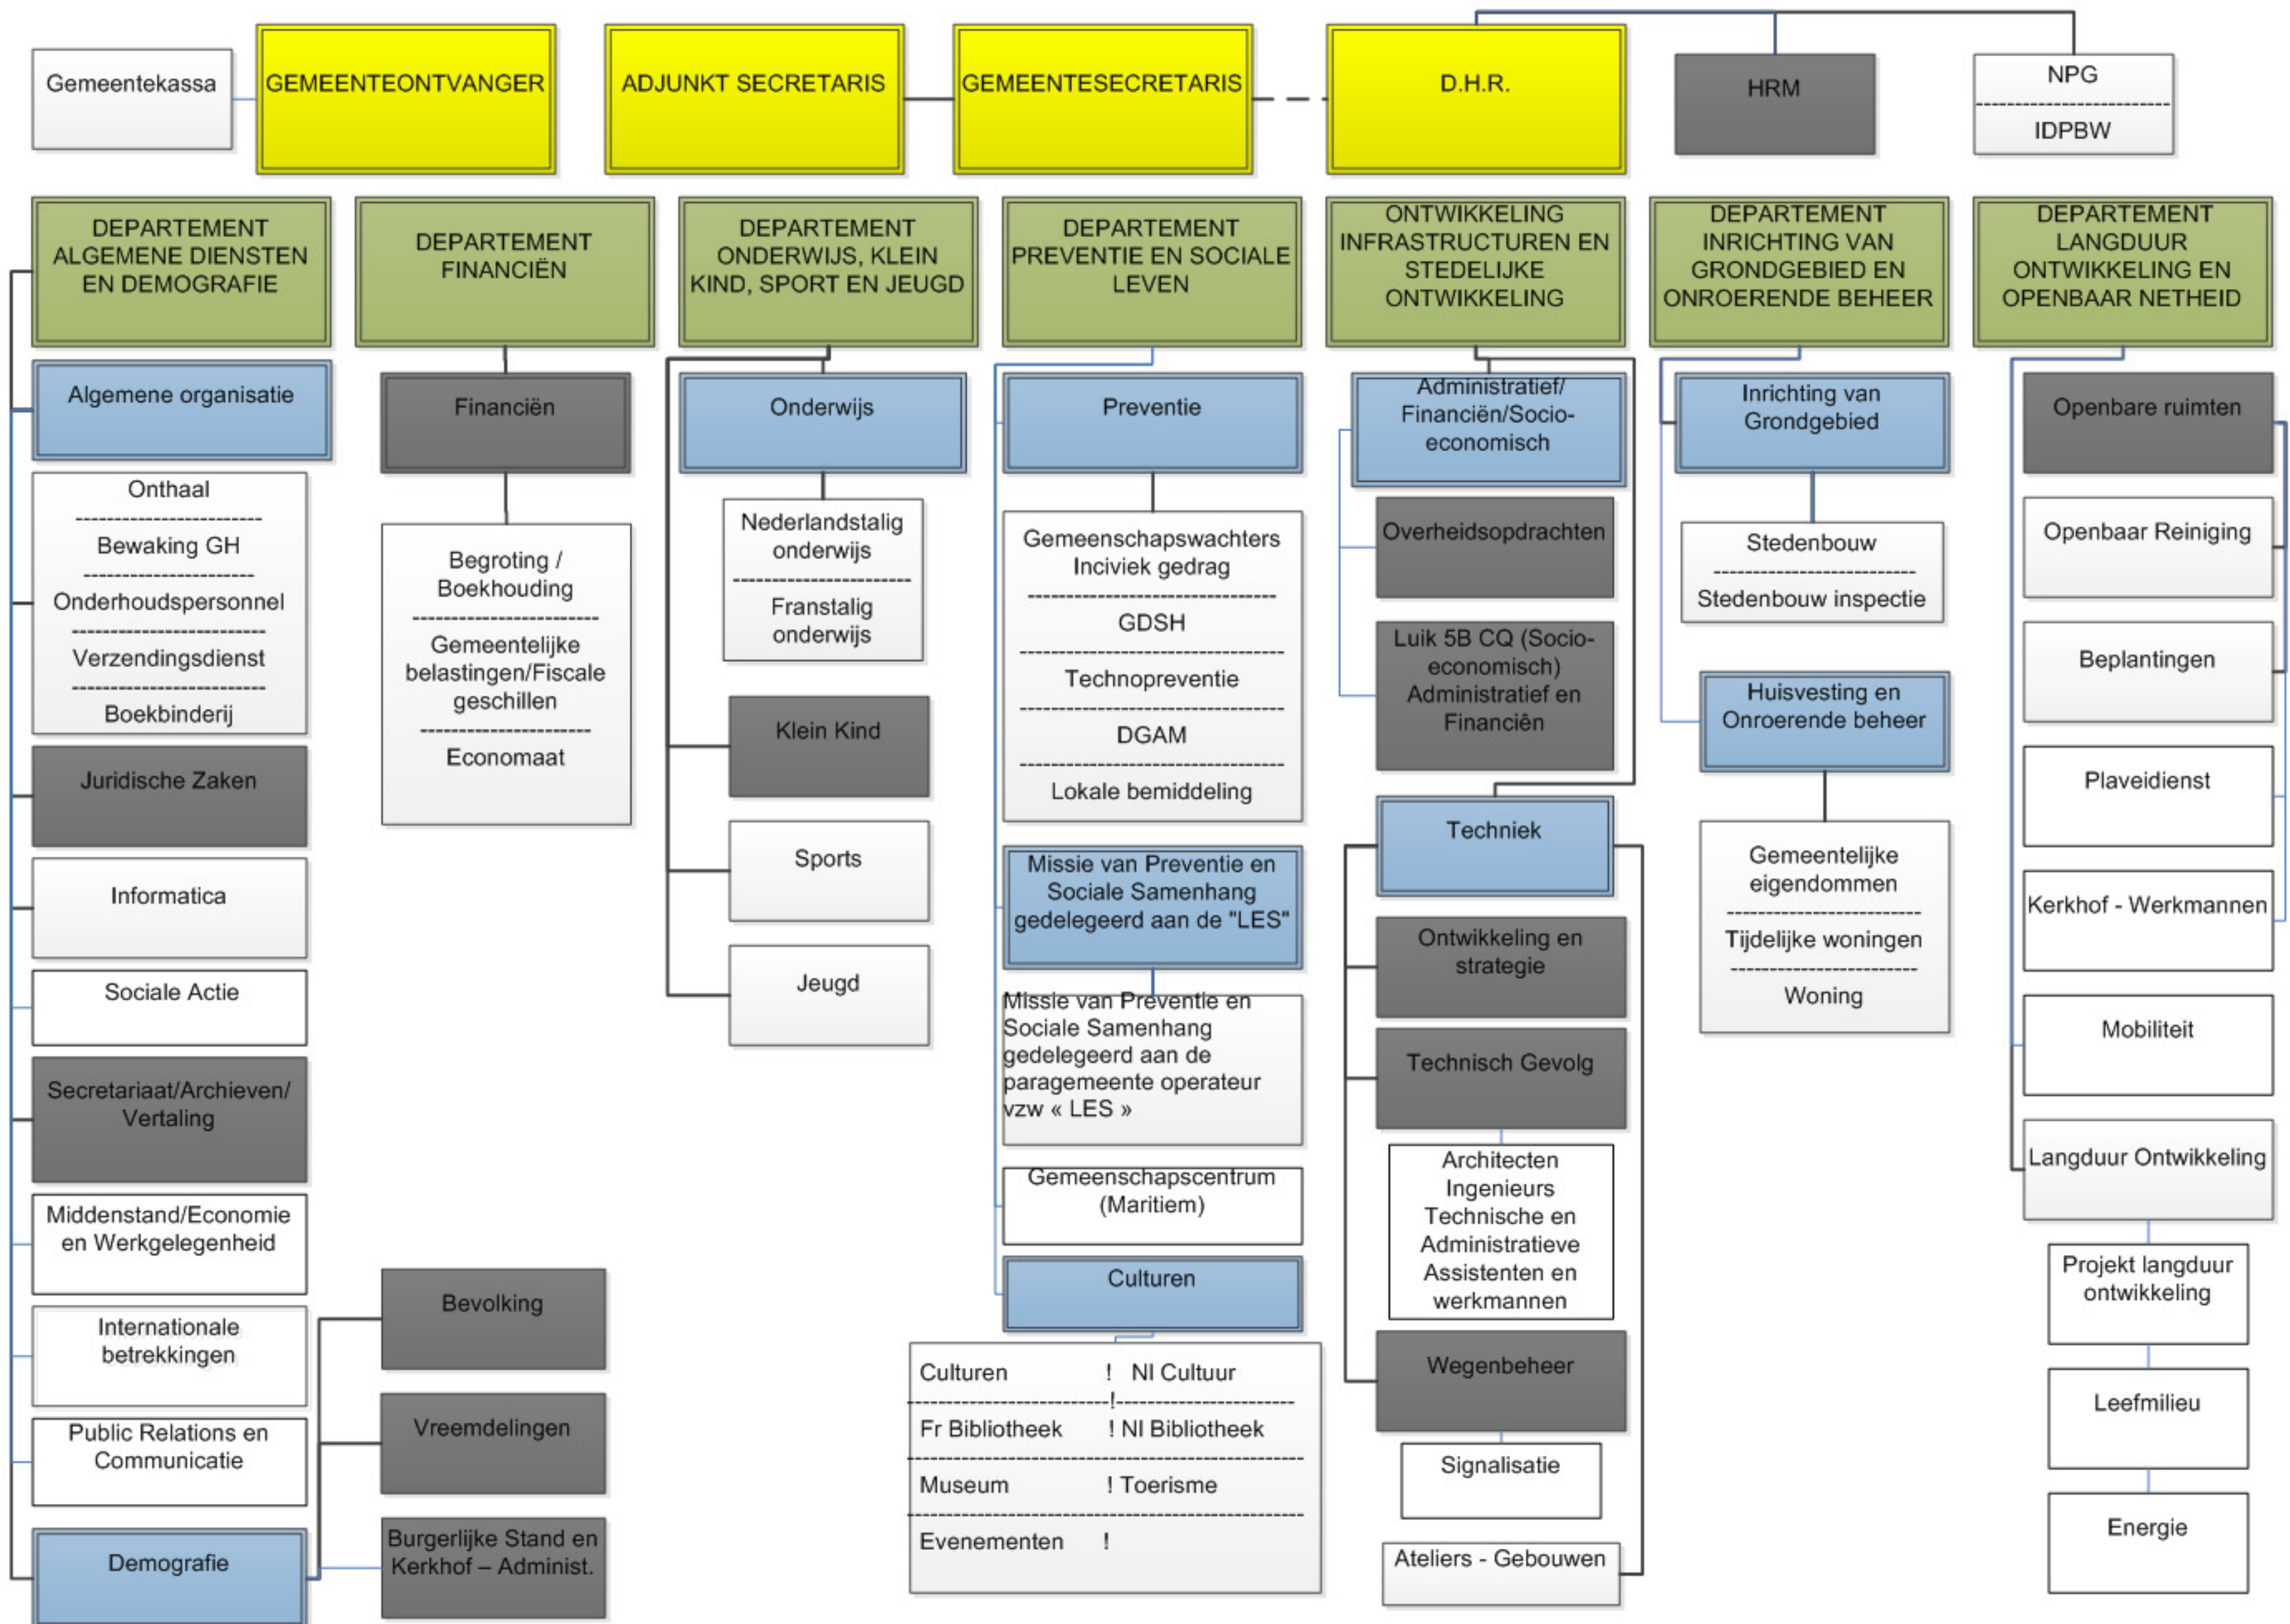 Gemeentekassa
GEMEENTEONTVANGER
ADJUNKT SECRETARIS
GEMEENTESECRETARIS
D.H.R.
HRM
NPG
IDPBW
DEPARTEMENT
ALGEMENE DIENSTEN
EN DEMOGRAFIE
Algemene organisatie
Onthaal
Bewaking GH
Onderhoudspersonnel
Verzendingsdienst
Boekbinderij
Juridische Zaken
Informatica
Sociale Actie
Secretariaat/Archieven/
Vertaling
Middenstand/Economie
en Werkgelegenheid
Internationale
betrekkingen
Public Relations en
Communicatie
Demografie
Bevolking
Vreemdelingen
Burgerlijke Stand en
Kerkhof – Administ.
DEPARTEMENT
FINANCIËN
Financiën
Begroting /
Boekhouding
Gemeentelijke
belastingen/Fiscale
geschillen
Economaat
DEPARTEMENT
ONDERWIJS, KLEIN
KIND, SPORT EN JEUGD
Onderwijs
Nederlandstalig
onderwijs
Franstalig
onderwijs
Klein Kind
Sports
Jeugd
DEPARTEMENT
PREVENTIE EN SOCIALE
LEVEN
Preventie
Gemeenschapswachters
Inciviek gedrag
GDSH
Technopreventie
DGAM
Lokale bemiddeling
Missie van Preventie en
Sociale Samenhang
gedelegeerd aan de "LES"
Missie van Preventie en
Sociale Samenhang
gedelegeerd aan de
paragemeente operateur
vzw « LES »
Gemeenschapscentrum
(Maritiem)
Culturen
Culturen ! Nl Cultuur
!
Fr Bibliotheek ! Nl Bibliotheek
Museum ! Toerisme
Evenementen !
ONTWIKKELING
INFRASTRUCTUREN EN
STEDELIJKE
ONTWIKKELING
Administratief/
Financiën/Socio-
economisch
Overheidsopdrachten
Luik 5B CQ (Socio-
economisch)
Administratief en
Financiên
Techniek
Ontwikkeling en
strategie
Technisch Gevolg
Architecten
Ingenieurs
Technische en
Administratieve
Assistenten en
werkmannen
Wegenbeheer
Signalisatie
Ateliers - Gebouwen
DEPARTEMENT
INRICHTING VAN
GRONDGEBIED EN
ONROERENDE BEHEER
Inrichting van
Grondgebied
Stedenbouw
Stedenbouw inspectie
Huisvesting en
Onroerende beheer
Gemeentelijke
eigendommen
Tijdelijke woningen
Woning
DEPARTEMENT
LANGDUUR
ONTWIKKELING EN
OPENBAAR NETHEID
Openbare ruimten
Openbaar Reiniging
Beplantingen
Plaveidienst
Kerkhof - Werkmannen
Mobiliteit
Langduur Ontwikkeling
Projekt langduur
ontwikkeling
Leefmilieu
Energie